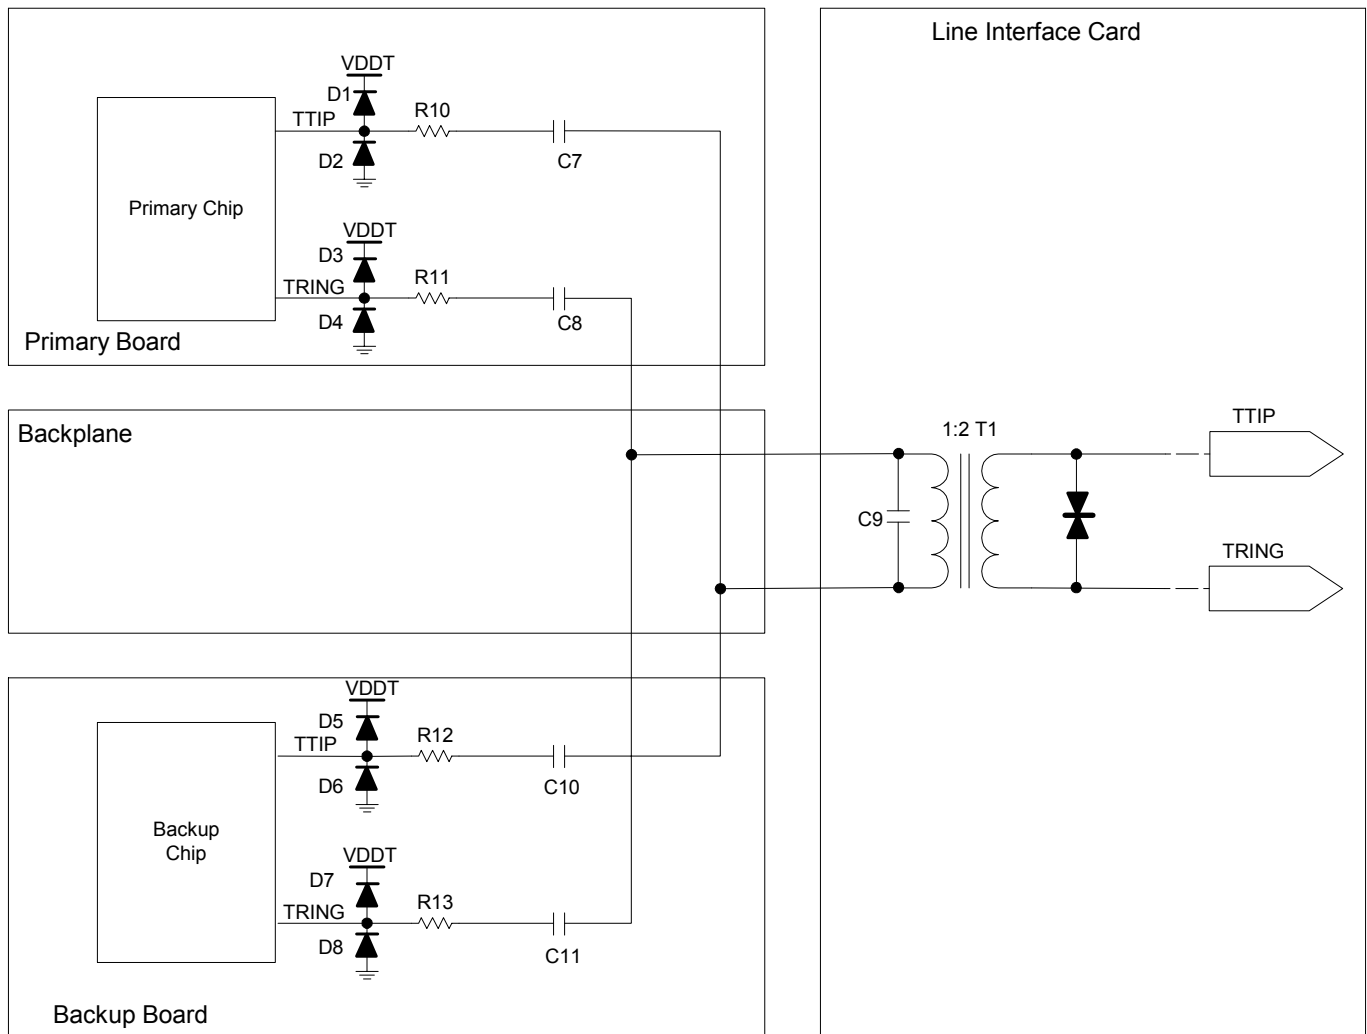 Line Interface Card
VDDT
D1
R10
TTIP
D2
C7
Primary Chip
VDDT
D3
R11
TRING
D4
C8
Primary Board
Backplane
1:2 T1
TTIP
C9
TRING
VDDT
D5
R12
TTIP
D6
C10
Backup
Chip
VDDT
D7
R13
TRING
D8
C11
Backup Board